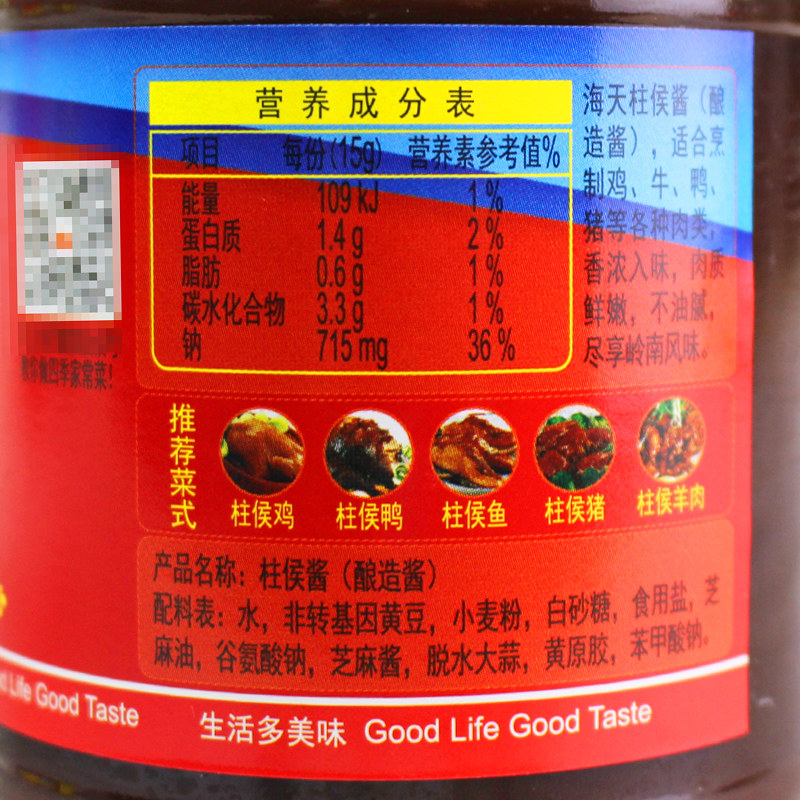 营养成分表
项目 每份(15g) 营养素参考值%
能量 109 kJ 1 %
蛋白质 1.4 g 2 %
脂肪 0.6 g 1 %
碳水化合物 3.3 g 1 %
钠 715 mg 36 %
海天柱侯酱（酿
造酱），适合烹
制鸡、牛、鸭、
猪等各种肉类，
香浓入味，肉质
鲜嫩，不油腻，
尽享岭南风味。
教你做四季家常菜！
推荐菜式
柱侯鸡 柱侯鸭 柱侯鱼 柱侯猪 柱侯羊肉
产品名称：柱侯酱（酿造酱）
配料表：水，非转基因黄豆，小麦粉，白砂糖，食用盐，芝
麻油，谷氨酸钠，芝麻酱，脱水大蒜，黄原胶，苯甲酸钠。
Life Good Taste
生活多美味 Good Life Good Taste